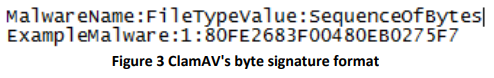 MalwareName:FileTypeValue:SequenceOfBytes
ExampleMalware:1:80FE2683F00480EB0275F7
Figure 3 ClamAV's byte signature format